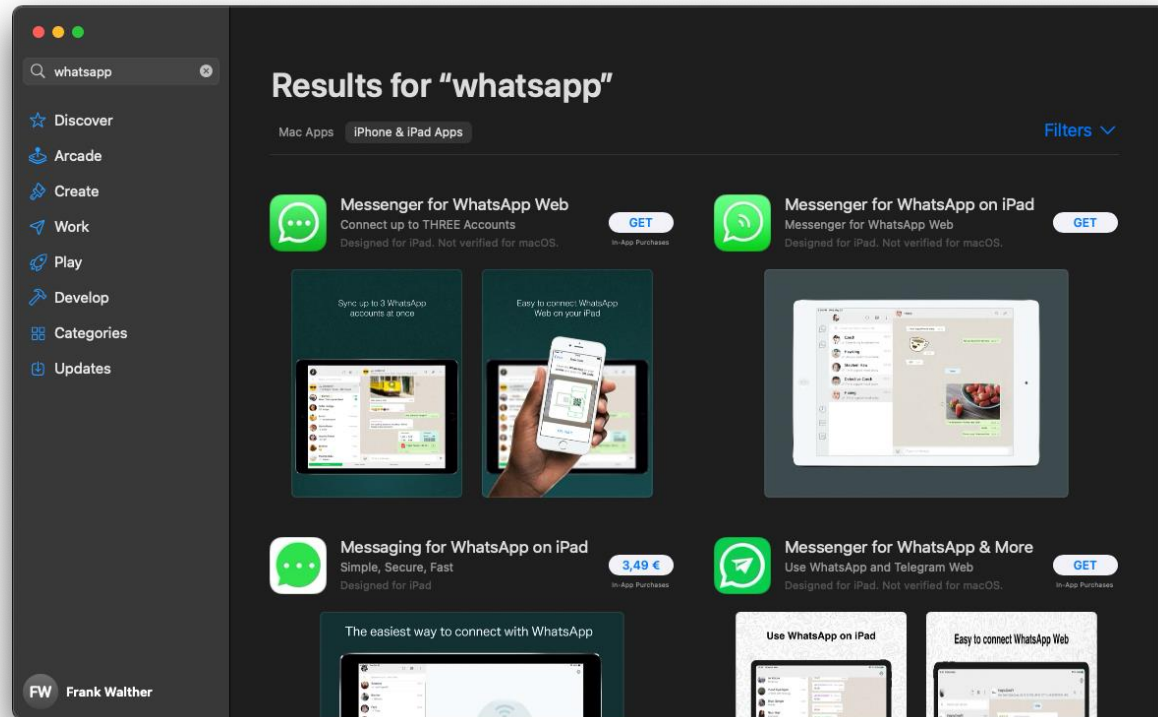 whatsapp
Discover
Arcade
Create
Work
Play
Develop
Categories
Updates
FW
Frank Walther
Results for “whatsapp”
Mac Apps
iPhone & iPad Apps
Filters
Messenger for WhatsApp Web
Connect up to THREE Accounts
Designed for iPad. Not verified for macOS.
GET
In-App Purchases
Sync up to 3 WhatsApp
accounts at once
Easy to connect WhatsApp
Web on your iPad
Messenger for WhatsApp on iPad
Messenger for WhatsApp Web
Designed for iPad. Not verified for macOS.
GET
Messaging for WhatsApp on iPad
Simple, Secure, Fast
Designed for iPad
3,49 €
In-App Purchases
The easiest way to connect with WhatsApp
Messenger for WhatsApp & More
Use WhatsApp and Telegram Web
Designed for iPad. Not verified for macOS.
GET
In-App Purchases
Use WhatsApp on iPad
Easy to connect WhatsApp Web